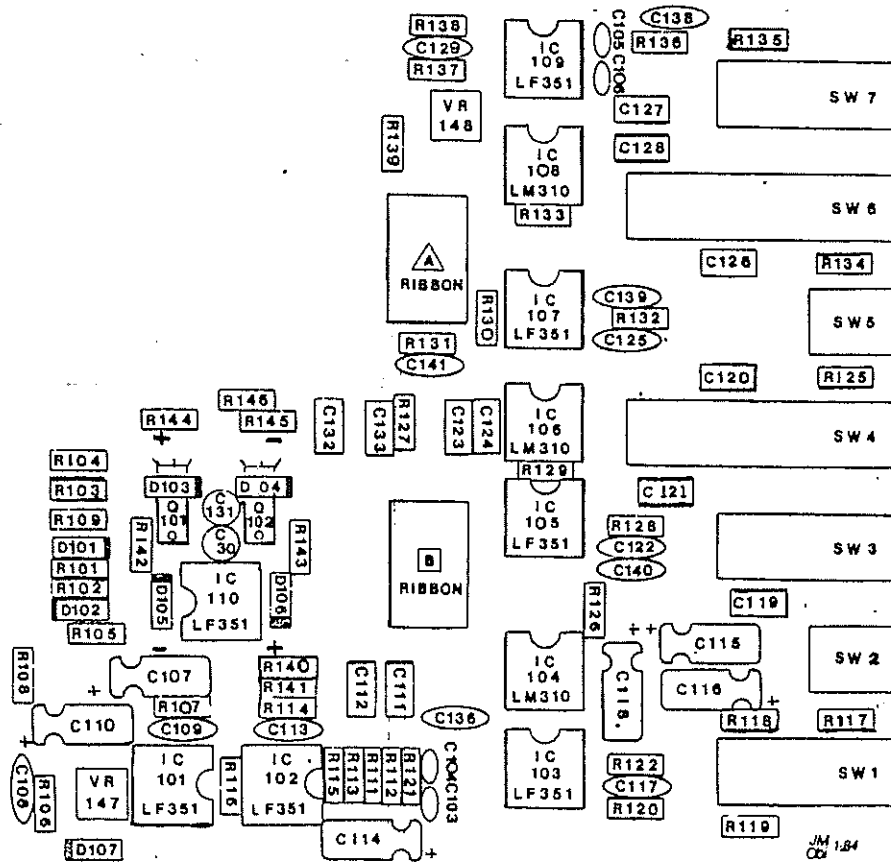 R138
C129
R137
VR
148
R139
IC
109
LF351
C105
C106
C138
R136
R135
SW 7
C127
C128
IC
108
LM310
R133
SW 6
A
RIBBON
C126
R134
IC
107
LF351
R130
C139
R132
C125
SW5
R131
C141
C120
R125
R146
R144
R145
+
-
C132
C133
R127
C123
C124
IC
106
LM310
R129
SW 4
R104
R103
R109
D101
R101
R102
D102
R105
D103
D 04
Q
101
C
131
Q
102
C
30
R142
R143
IC
110
LF351
D105
D106
-
+
B
RIBBON
IC
105
LF351
C121
R128
C122
C140
SW 3
R126
C119
R108
C107
+
R107
C109
C110
+
R140
R141
R114
C113
C112
C111
C136
IC
104
LM310
C118.
+
+
C115
C116
+
SW 2
R118
R117
C108
R106
VR
147
IC
101
LF351
R116
IC
102
LF351
R115
R113
R111
R112
R121
C104
C103
C114
+
IC
103
LF351
R122
C117
R120
SW1
R119
D107
JM
1·84